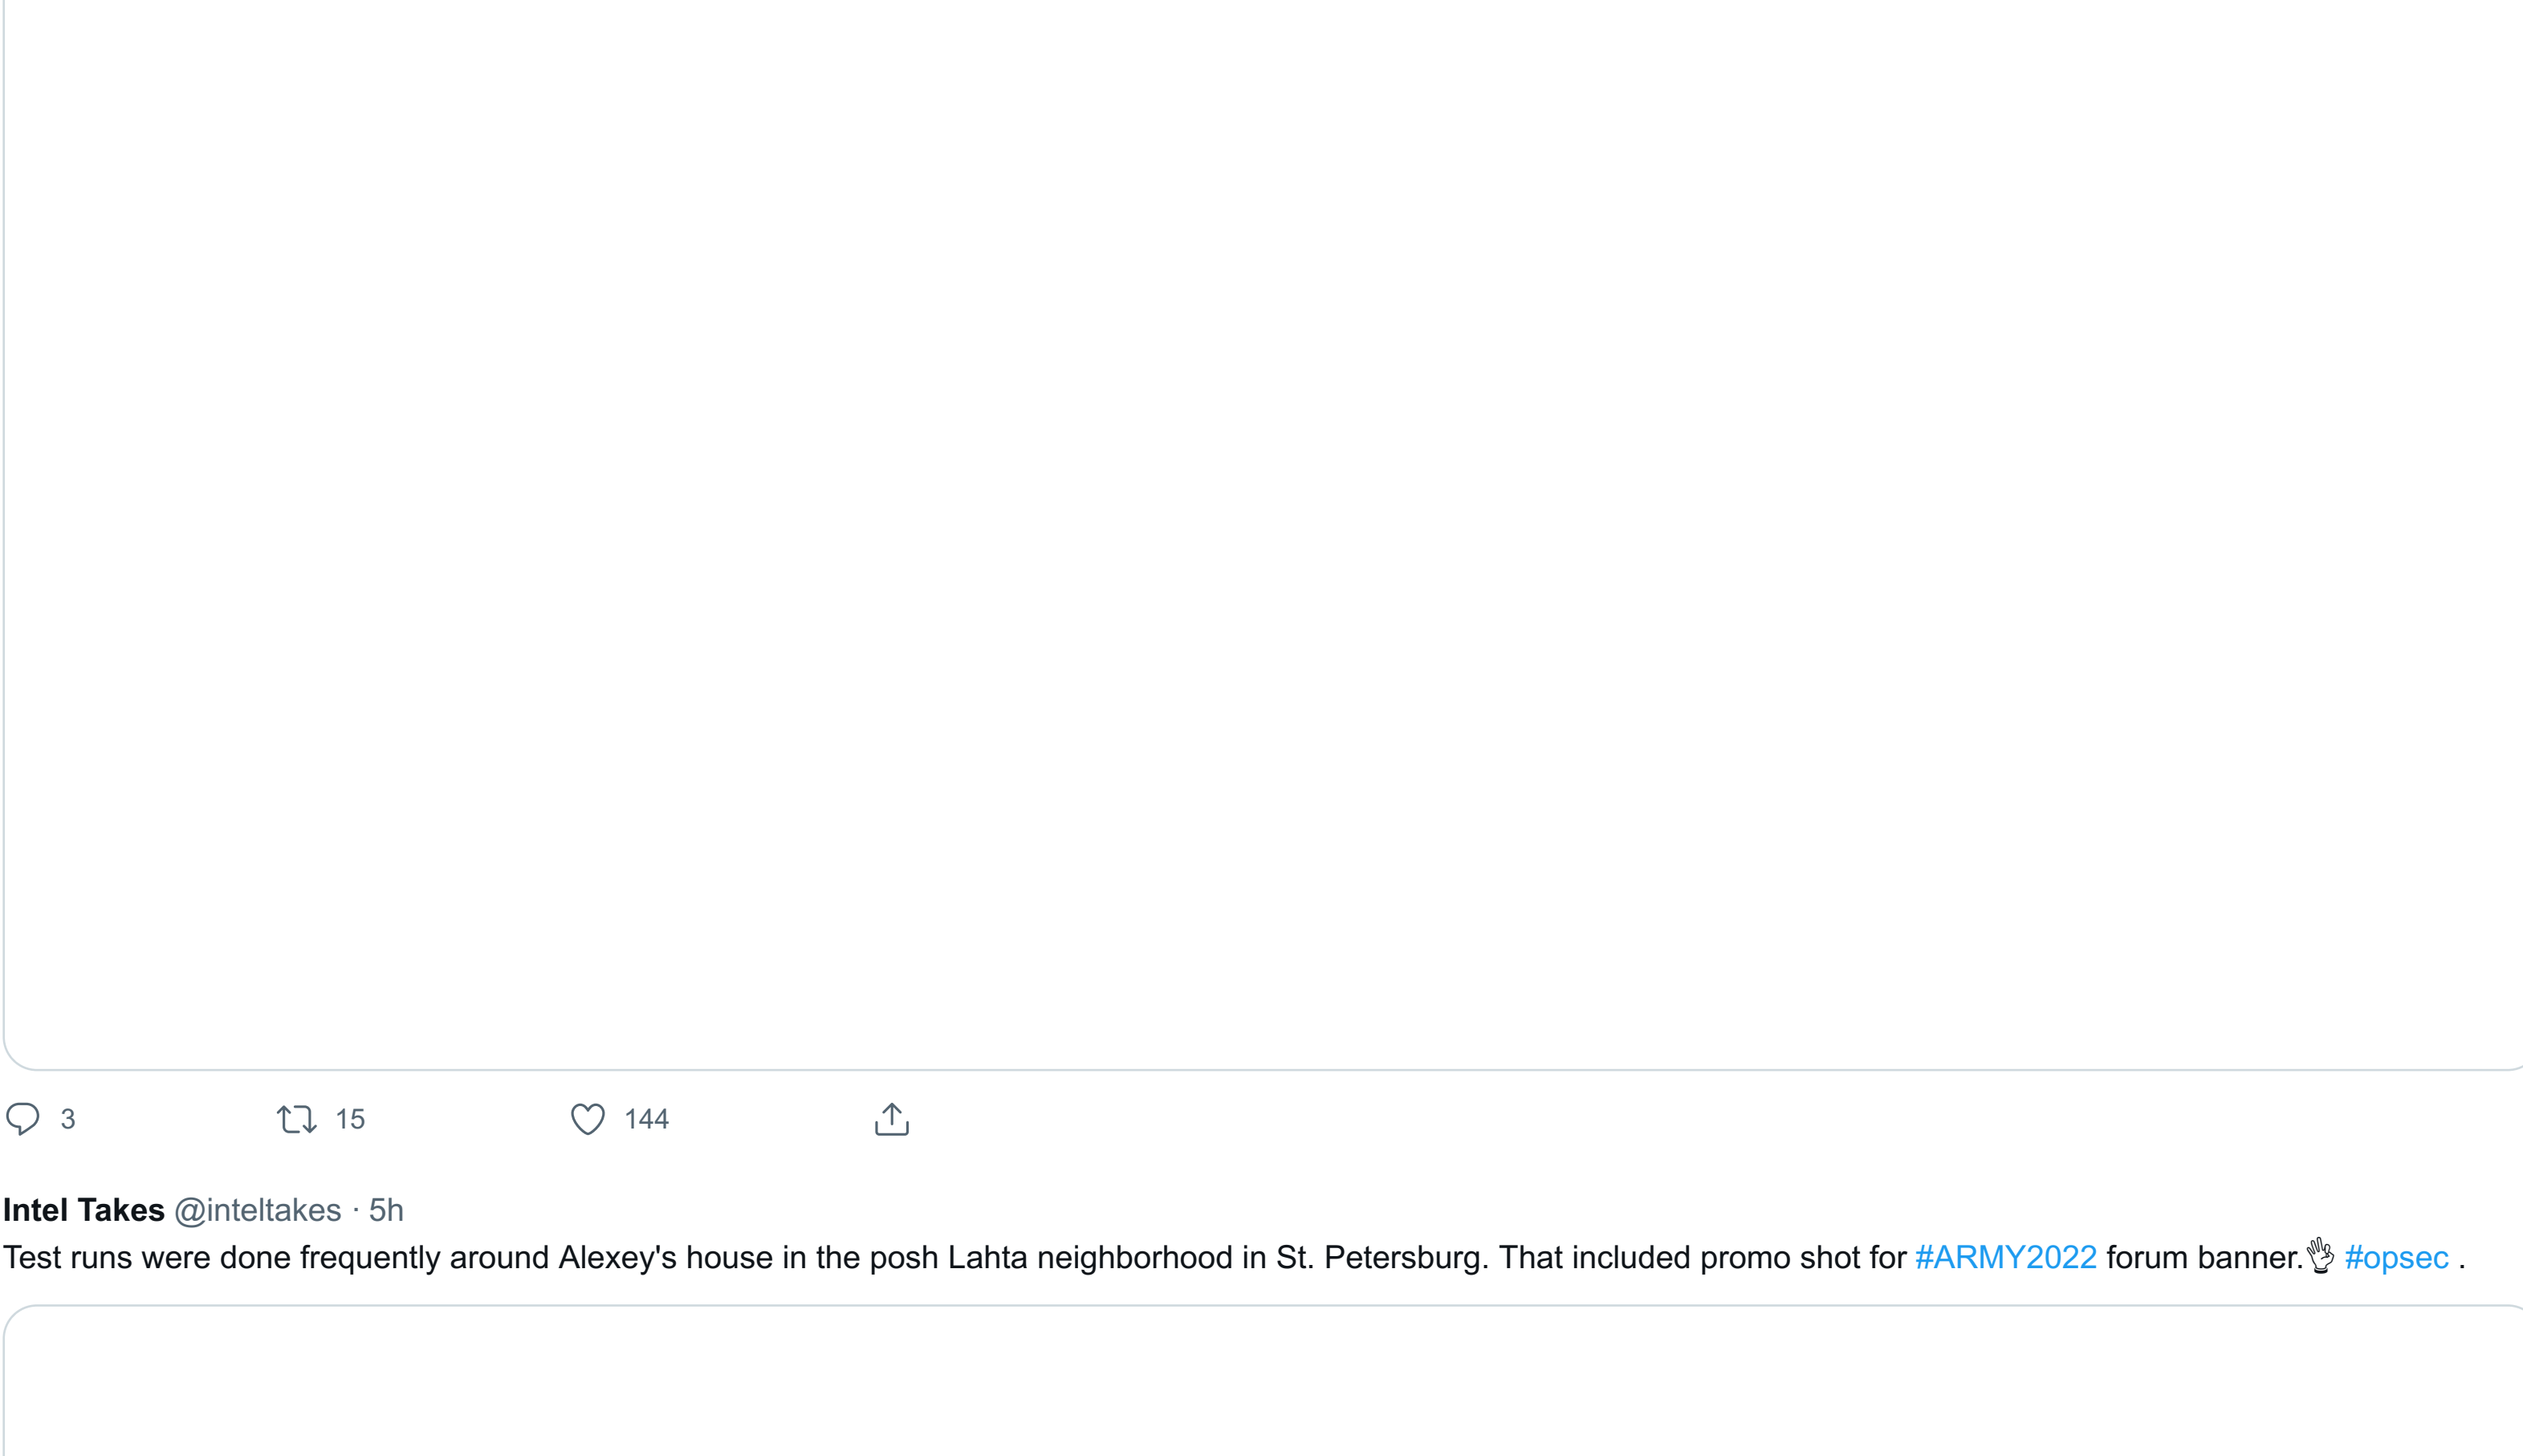 3 15 144
Intel Takes @inteltakes · 5h
Test runs were done frequently around Alexey's house in the posh Lahta neighborhood in St. Petersburg. That included promo shot for #ARMY2022 forum banner.👌 #opsec .